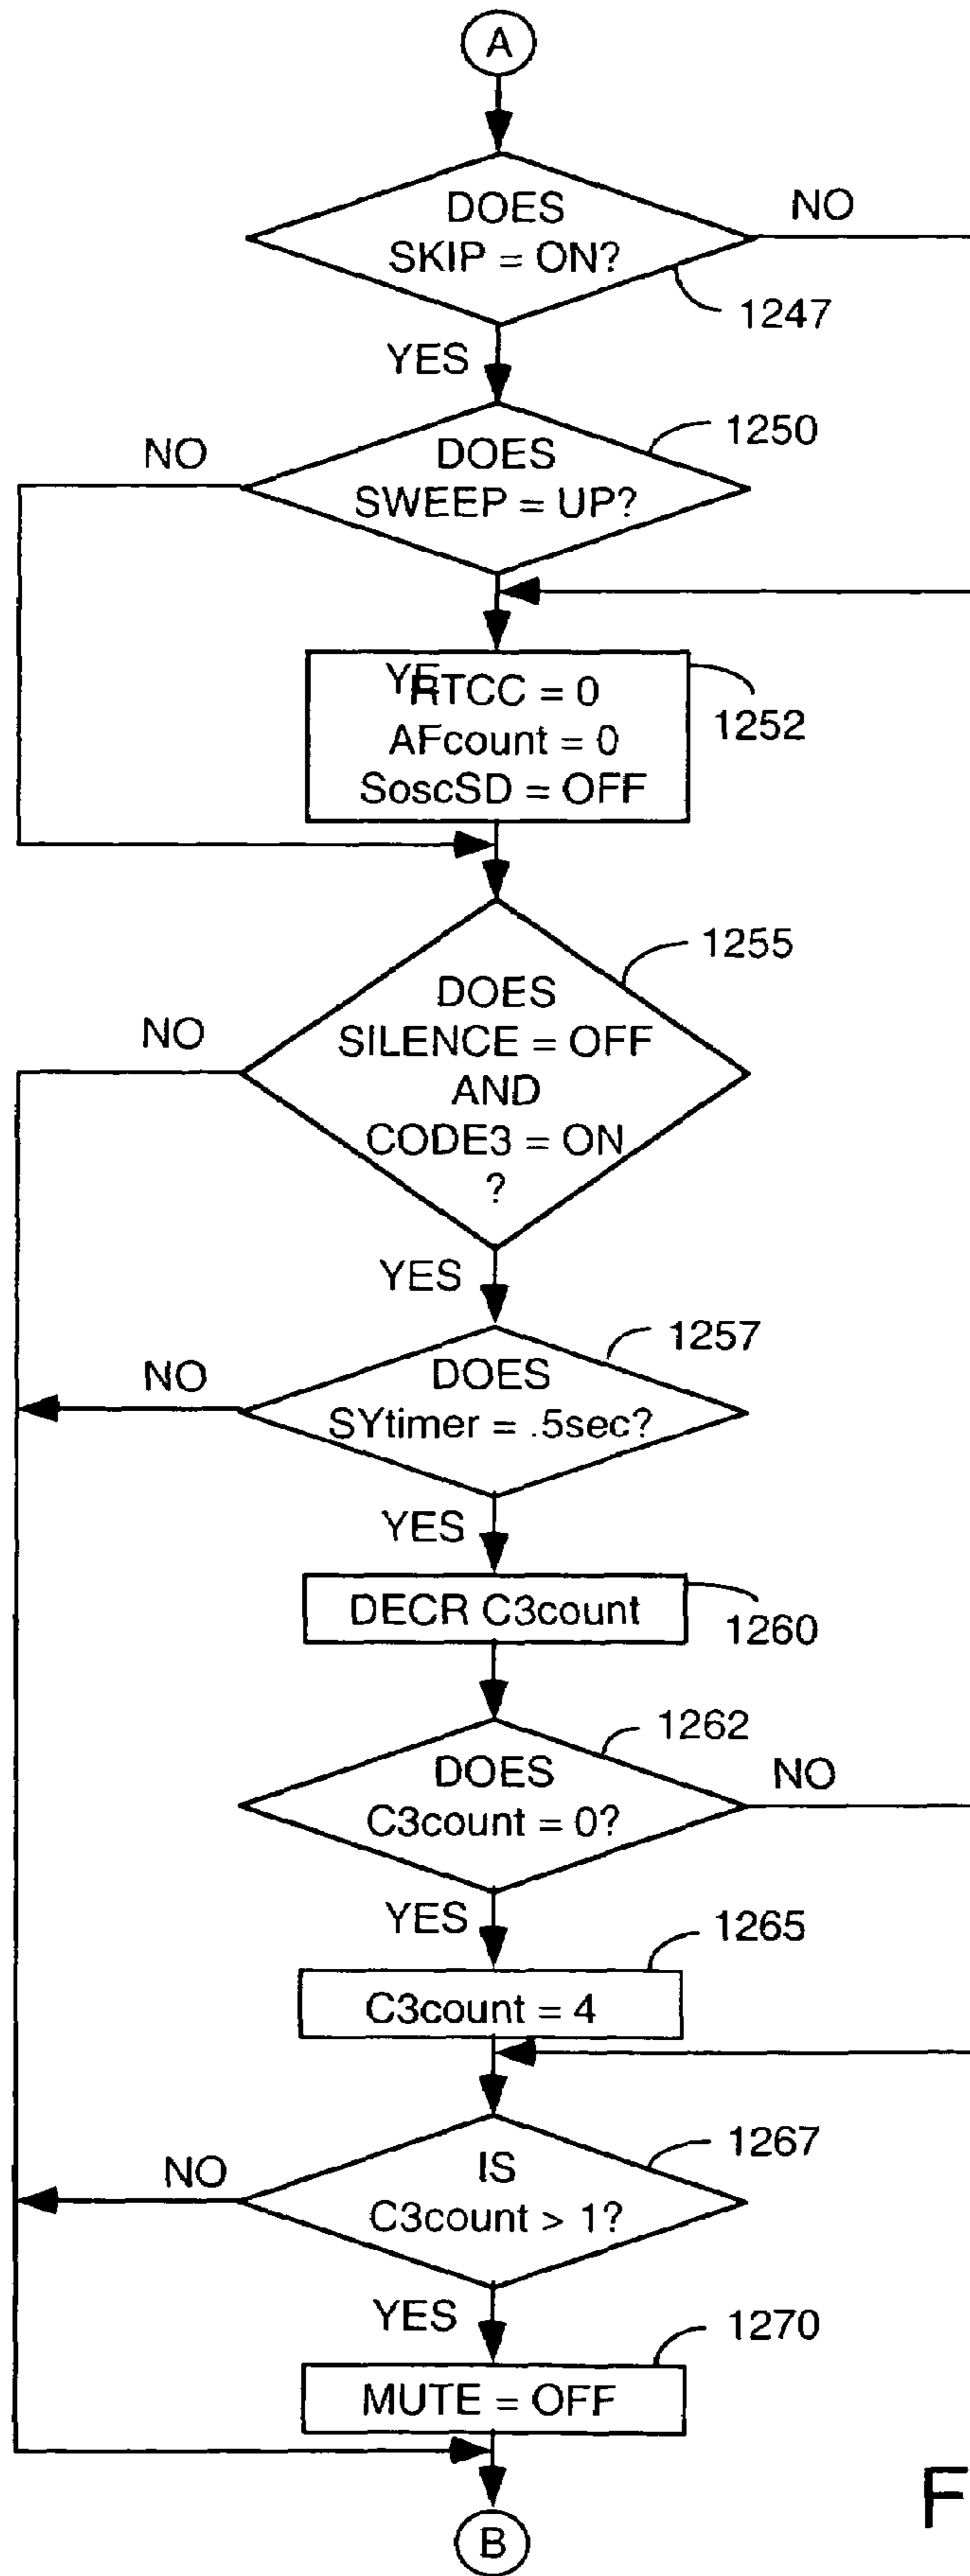 A
DOES
SKIP = ON?
NO
1247
YES
1250
NO
DOES
SWEEP = UP?
YE
RTCC = 0
1252
AFcount = 0
SoscSD = OFF
1255
DOES
NO
SILENCE = OFF
AND
CODE3 = ON
?
YES
1257
NO
DOES
SYtimer = .5sec?
YES
DECR C3count
1260
1262
DOES
NO
C3count = 0?
YES
1265
C3count = 4
1267
NO
IS
C3count > 1?
YES
1270
MUTE = OFF
F
B